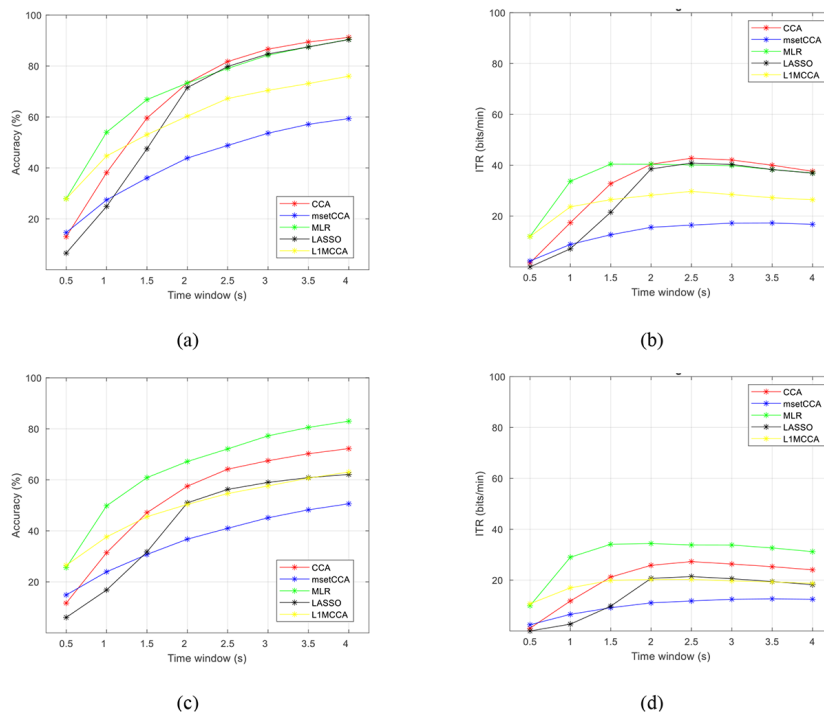 100
80
60
40
20
Accuracy (%)
0.5 1 1.5 2 2.5 3 3.5 4
Time window (s)
CCA
msetCCA
MLR
LASSO
L1MCCA
(a)
100
80
60
40
20
ITR (bits/min)
0.5 1 1.5 2 2.5 3 3.5 4
Time window (s)
CCA
msetCCA
MLR
LASSO
L1MCCA
(b)
100
80
60
40
20
Accuracy (%)
0.5 1 1.5 2 2.5 3 3.5 4
Time window (s)
CCA
msetCCA
MLR
LASSO
L1MCCA
(c)
100
80
60
40
20
ITR (bits/min)
0.5 1 1.5 2 2.5 3 3.5 4
Time window (s)
CCA
msetCCA
MLR
LASSO
L1MCCA
(d)